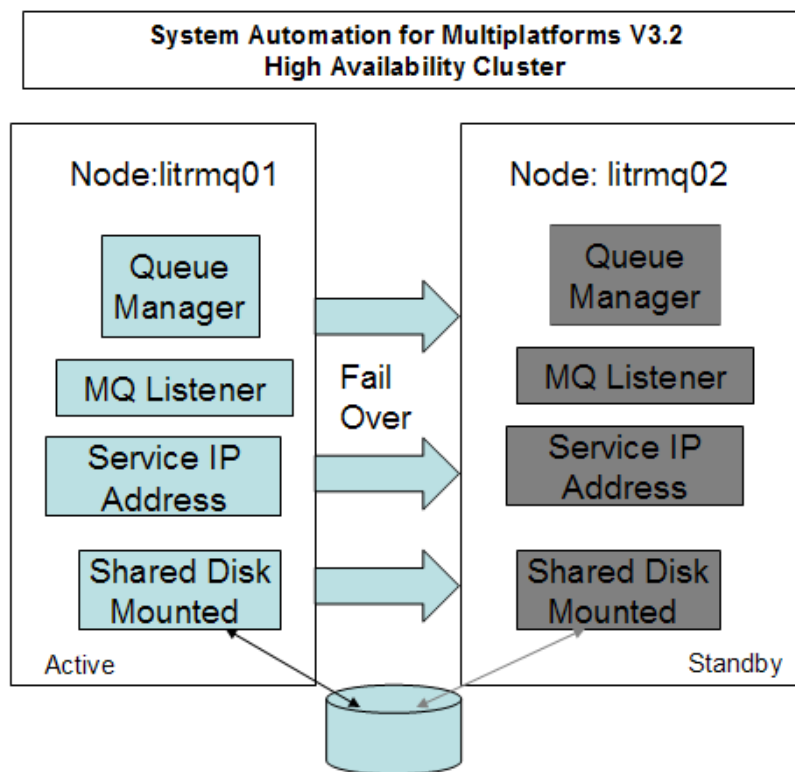 System Automation for Multiplatforms V3.2
High Availability Cluster
Node:litrmq01
Queue
Manager
MQ Listener
Service IP
Address
Shared Disk
Mounted
Active
Fail
Over
Node: litrmq02
Queue
Manager
MQ Listener
Service IP
Address
Shared Disk
Mounted
Standby